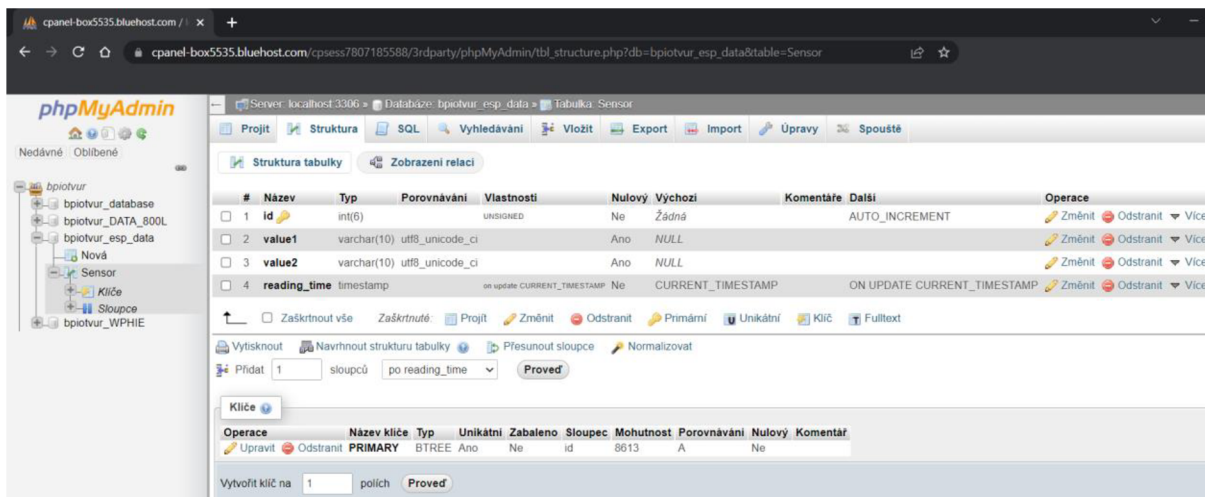 cpanel-box5535.bluehost.com /
cpanel-box5535.bluehost.com/cpsess7807185588/3rdparty/phpMyAdmin/tbl_structure.php?db=bpiotvur_esp_data&table=Sensor
phpMyAdmin
Nedávné Oblíbené
bpiotvur
bpiotvur_database
bpiotvur_DATA_800L
bpiotvur_esp_data
Nová
Sensor
Klíče
Sloupce
bpiotvur_WPHIE
Server: localhost:3306 » Databáze: bpiotvur_esp_data » Tabulka: Sensor
Projít Struktura SQL Vyhledávání Vložit Export Import Úpravy Spouště
Struktura tabulky Zobrazení relací
# Název Typ Porovnávání Vlastnosti Nulový Výchozí Komentáře Další Operace
1 id int(6) UNSIGNED Ne Žádná AUTO_INCREMENT Změnit Odstranit Více
2 value1 varchar(10) utf8_unicode_ci Ano NULL Změnit Odstranit Více
3 value2 varchar(10) utf8_unicode_ci Ano NULL Změnit Odstranit Více
4 reading_time timestamp on update CURRENT_TIMESTAMP Ne CURRENT_TIMESTAMP ON UPDATE CURRENT_TIMESTAMP Změnit Odstranit Více
Zaškrtnout vše Zaškrtnuté: Projít Změnit Odstranit Primární Unikátní Klíč Fulltext
Vytisknout Navrhnout strukturu tabulky Přesunout sloupce Normalizovat
Přidat 1 sloupců po reading_time Proveď
Klíče
Operace Název klíče Typ Unikátní Zabaleno Sloupec Mohutnost Porovnávání Nulový Komentář
Upravit Odstranit PRIMARY BTREE Ano Ne id 8613 A Ne
Vytvořit klíč na 1 polích Proveď